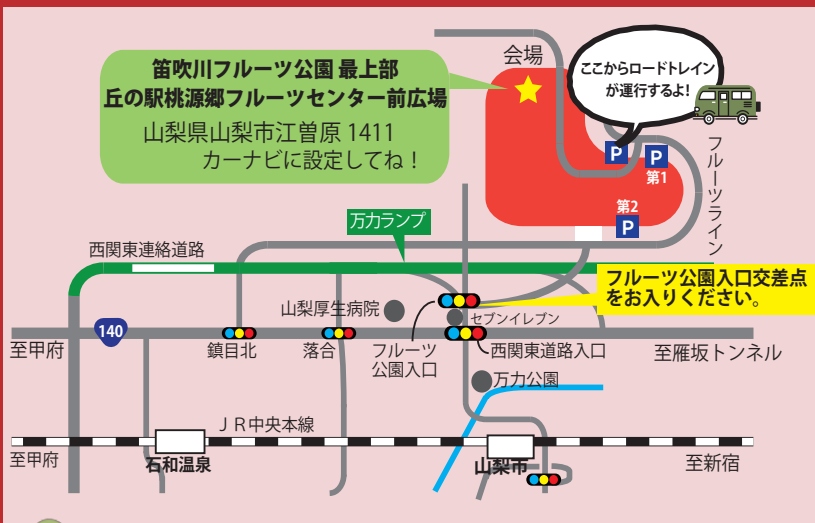 会場
笛吹川フルーツ公園 最上部
丘の駅桃源郷フルーツセンター前広場
山梨県山梨市江曽原 1411
カーナビに設定してね！
ここからロードトレイン
が運行するよ!
P
P
第1
第2
P
フルーツライン
万力ランプ
西関東連絡道路
フルーツ公園入口交差点
をお入りください。
山梨厚生病院
セブンイレブン
140
至甲府
鎮目北
落合
フルーツ
公園入口
西関東道路入口
至雁坂トンネル
万力公園
ＪＲ中央本線
至甲府
石和温泉
山梨市
至新宿